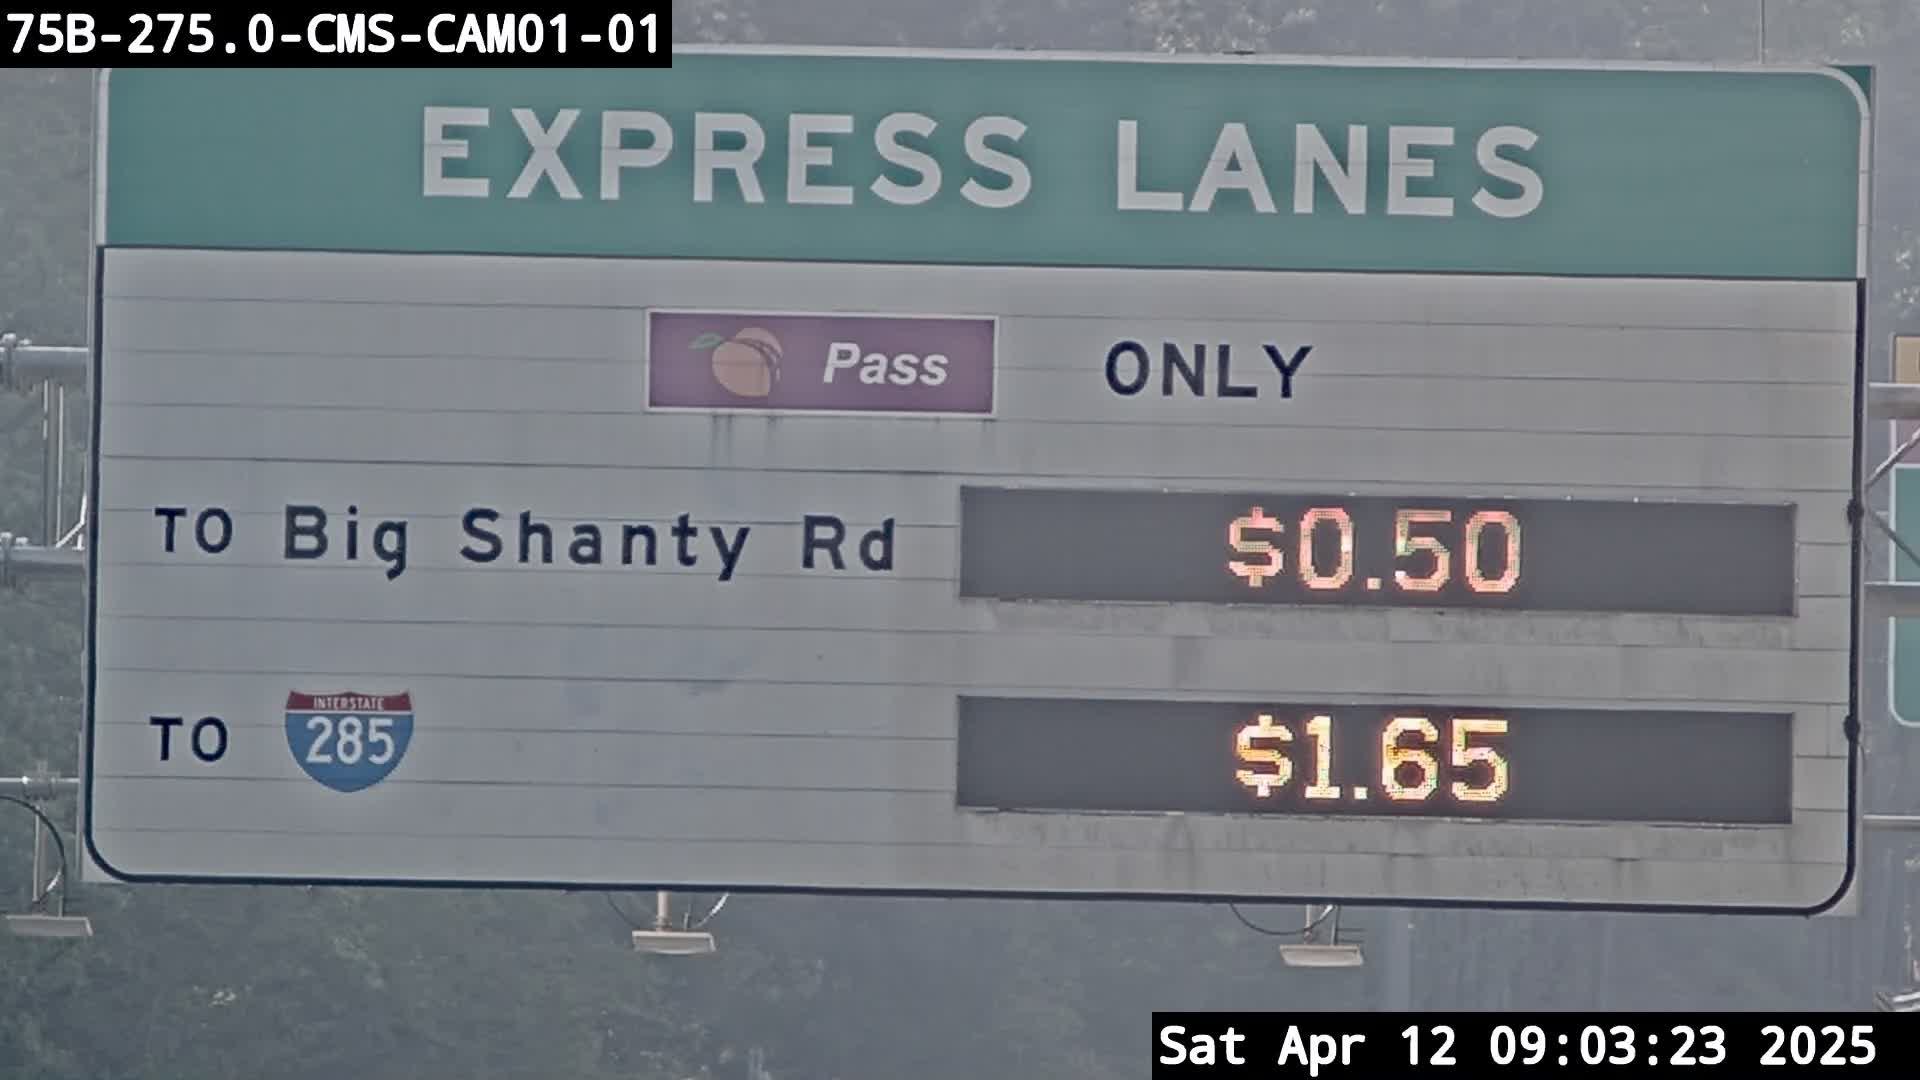 75B-275.0-CMS-CAM01-01
EXPRESS LANES
Pass ONLY
TO Big Shanty Rd $0.50
TO INTERSTATE 285 $1.65
Sat Apr 12 09:03:23 2025